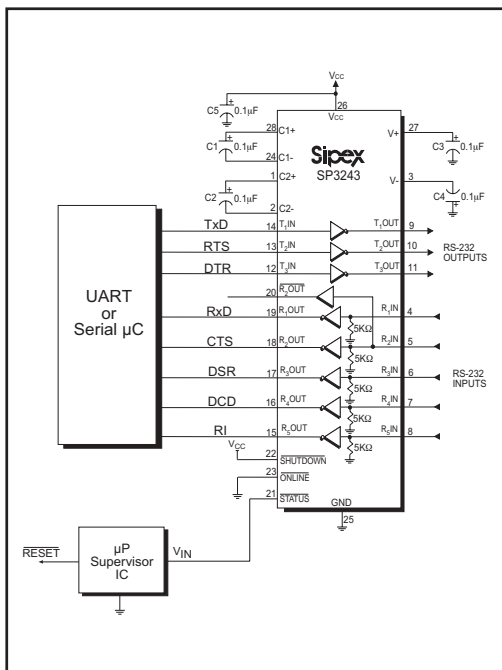 VCC
C5 + 0.1µF
26
VCC
28 C1+
C1 + 0.1µF
24 C1-
1 C2+
C2 + 0.1µF
2 C2-
Sipex
SP3243
V+ 27
C3 + 0.1µF
V- 3
C4 0.1µF +
UART
or
Serial µC
TxD 14 T1IN T1OUT 9
RTS 13 T2IN T2OUT 10
DTR 12 T3IN T3OUT 11
RS-232
OUTPUTS
20 R2OUT
RxD 19 R1OUT R1IN 4
5KΩ
CTS 18 R2OUT R2IN 5
5KΩ
DSR 17 R3OUT R3IN 6
5KΩ
DCD 16 R4OUT R4IN 7
5KΩ
RI 15 R5OUT R5IN 8
5KΩ
RS-232
INPUTS
VCC
22 SHUTDOWN
23 ONLINE
21 STATUS
GND
25
RESET
µP
Supervisor
IC
VIN